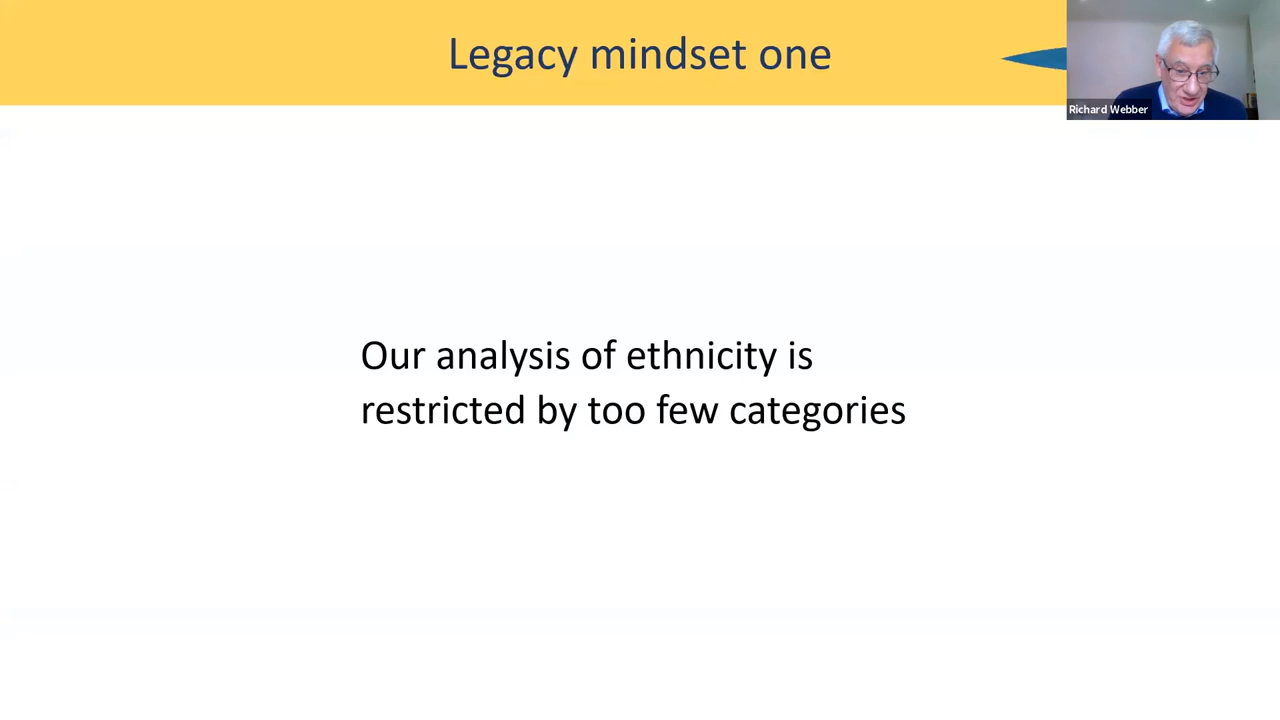 Legacy mindset one
Richard Webber
Our analysis of ethnicity is
restricted by too few categories